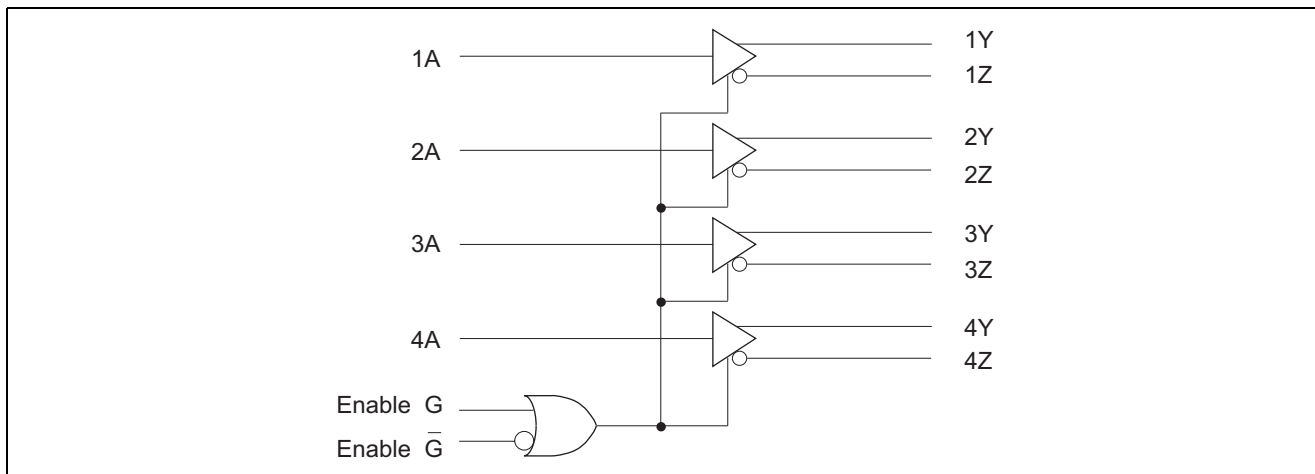 1A
1Y
1Z
2A
2Y
2Z
3A
3Y
3Z
4A
4Y
4Z
Enable G
Enable G̅